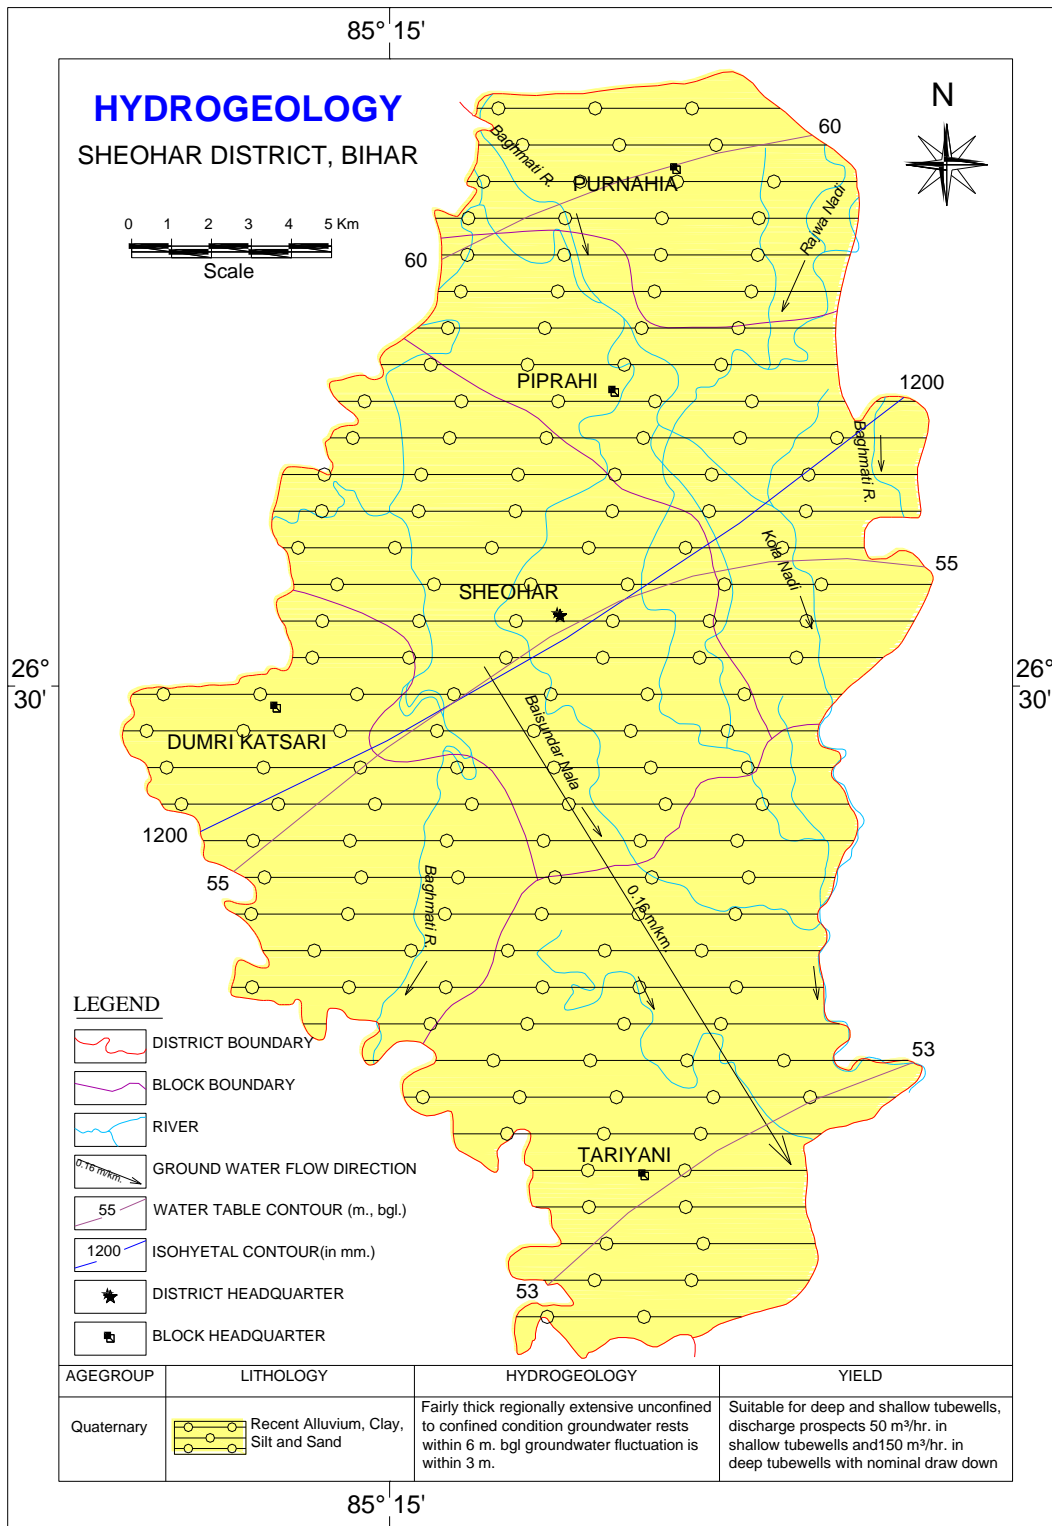 85° 15'
HYDROGEOLOGY
SHEOHAR DISTRICT, BIHAR
N
0 1 2 3 4 5 Km
Scale
60
Baghmati R.
PURNAHIA
Rajwa Nadi
60
PIPRAHI
1200
Baghmati R.
Kola Nadi
55
SHEOHAR
26°
30'
26°
30'
Baisundar Nala
DUMRI KATSARI
1200
55
Baghmati R.
0.16 m/km.
53
TARIYANI
53
LEGEND
DISTRICT BOUNDARY
BLOCK BOUNDARY
RIVER
0.16 m/km.
GROUND WATER FLOW DIRECTION
55
WATER TABLE CONTOUR (m., bgl.)
1200
ISOHYETAL CONTOUR(in mm.)
DISTRICT HEADQUARTER
BLOCK HEADQUARTER
AGEGROUP LITHOLOGY HYDROGEOLOGY YIELD
Quaternary
Recent Alluvium, Clay,
Silt and Sand
Fairly thick regionally extensive unconfined
to confined condition groundwater rests
within 6 m. bgl groundwater fluctuation is
within 3 m.
Suitable for deep and shallow tubewells,
discharge prospects 50 m³/hr. in
shallow tubewells and150 m³/hr. in
deep tubewells with nominal draw down
85° 15'